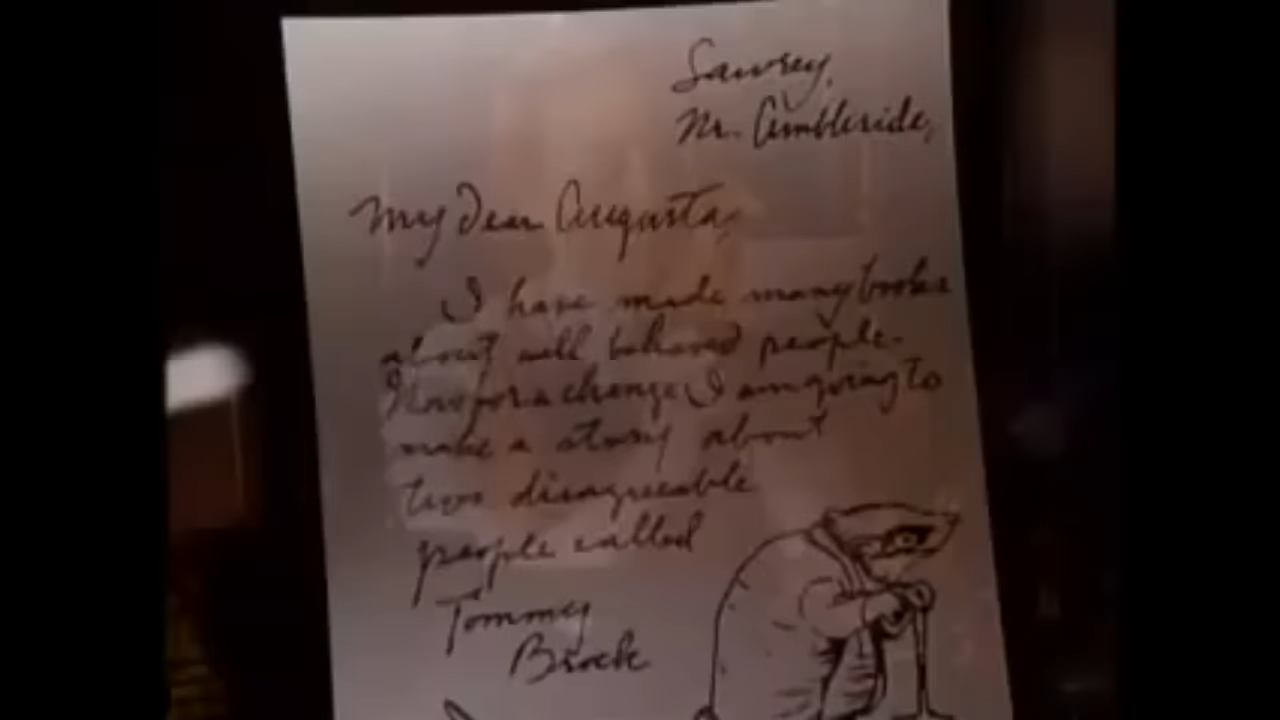 Sawrey,
Nr. Ambleside,
My Dear Augusta,
I have made many books
about well behaved people.
Now for a change I am going to
make a story about
two disagreeable
people called
Tommy
Brock